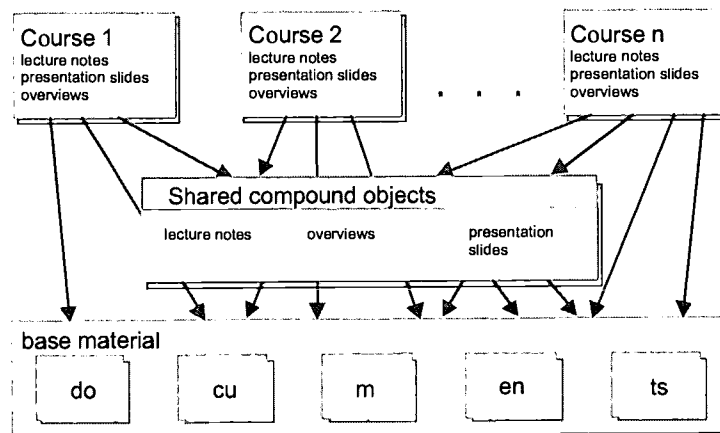 Course 1
lecture notes
presentation slides
overviews
Course 2
lecture notes
presentation slides
overviews
. . .
Course n
lecture notes
presentation slides
overviews
Shared compound objects
lecture notes
overviews
presentation
slides
base material
do
cu
m
en
ts